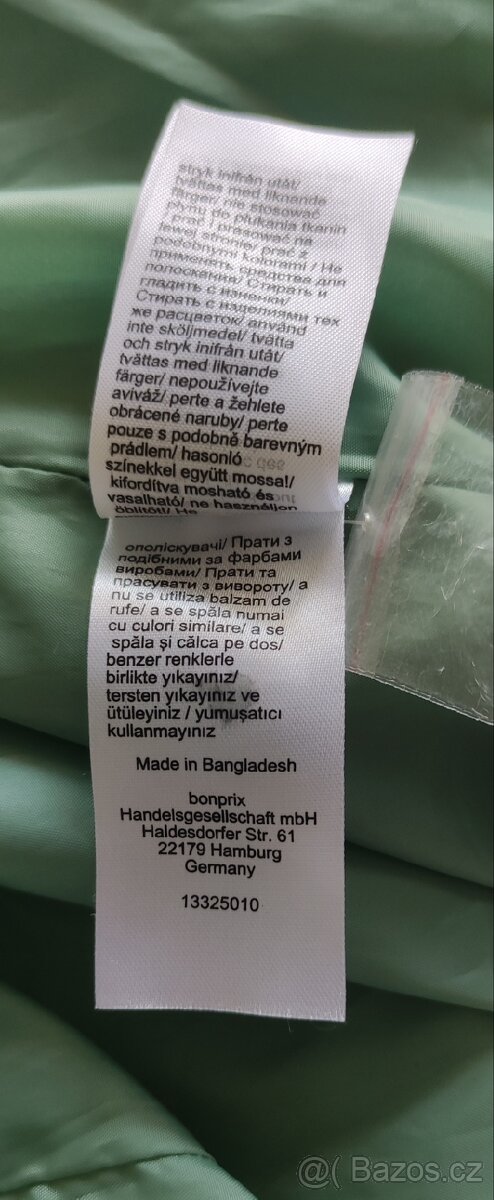 stryk inifrån utåt/
tvättas med liknande
färger/ nie stosować
płynu do płukania tkanin
/ prać i prasować na
lewej stronie/ prać z
podobnymi kolorami / Не
применять средства для
полоскания/ Стирать и
гладить с изнанки/
Стирать с изделиями тех
же расцветок/ använd
inte sköljmedel/ tvätta
och stryk inifrån utåt/
tvättas med liknande
färger/ nepoužívejte
aviváž/ perte a žehlete
obrácené naruby/ perte
pouze s podobně barevným
prádlem/ hasonló
színekkel együtt mossa!/
kifordítva mosható és
vasalható/ ne használjon
öblítőt!/ Не
ополіскувачі/ Прати з
подібними за фарбами
виробами/ Прати та
прасувати з вивороту/ a
nu se utiliza balzam de
rufe/ a se spăla numai
cu culori similare/ a se
spăla și călca pe dos/
benzer renklerle
birlikte yıkayınız/
tersten yıkayınız ve
ütüleyiniz / yumuşatıcı
kullanmayınız
Made in Bangladesh
bonprix
Handelsgesellschaft mbH
Haldesdorfer Str. 61
22179 Hamburg
Germany
13325010
Bazos.cz